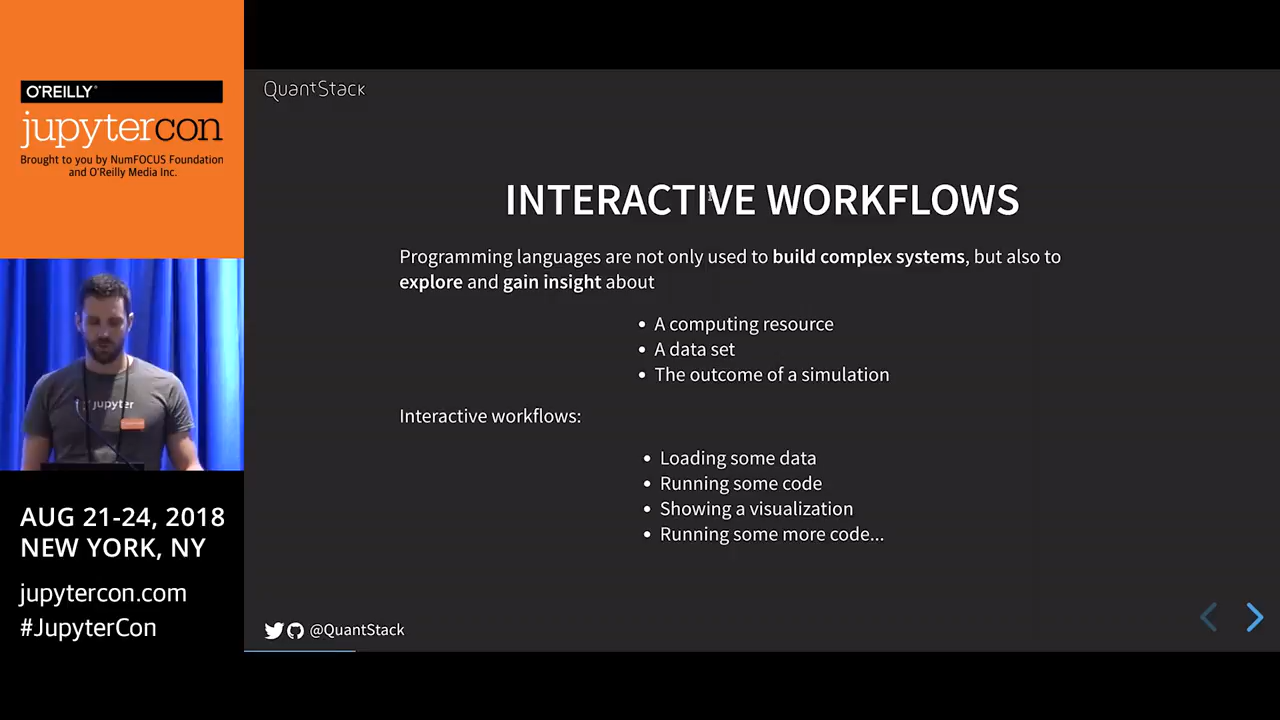 O'REILLY®
jupytercon
Brought to you by NumFOCUS Foundation
and O'Reilly Media Inc.
jupyter
AUG 21-24, 2018
NEW YORK, NY
jupytercon.com
#JupyterCon
QuantStack
INTERACTIVE WORKFLOWS
Programming languages are not only used to build complex systems, but also to
explore and gain insight about
• A computing resource
• A data set
• The outcome of a simulation
Interactive workflows:
• Loading some data
• Running some code
• Showing a visualization
• Running some more code...
@QuantStack